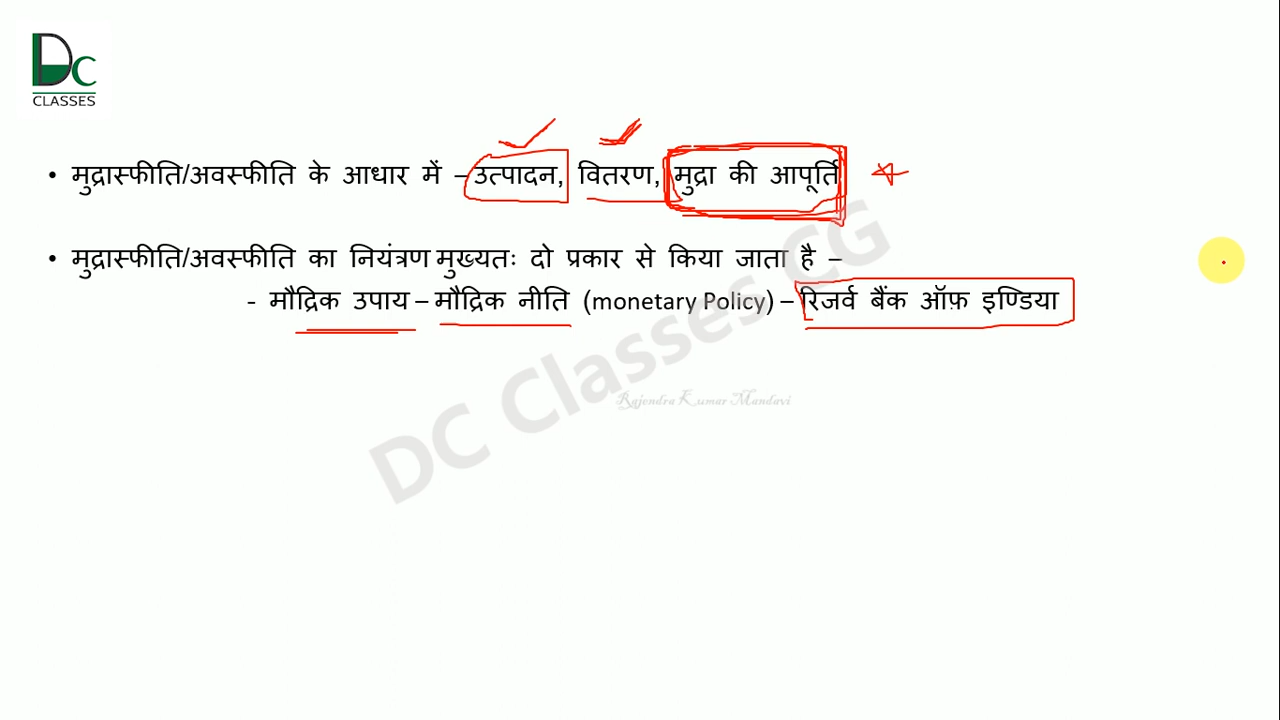 DC
CLASSES
• मुद्रास्फीति/अवस्फीति के आधार में – उत्पादन, वितरण, मुद्रा की आपूर्ति
• मुद्रास्फीति/अवस्फीति का नियंत्रण मुख्यतः दो प्रकार से किया जाता है –
- मौद्रिक उपाय – मौद्रिक नीति (monetary Policy) – रिजर्व बैंक ऑफ़ इण्डिया
DC Classes CG
Rajendra Kumar Mandavi